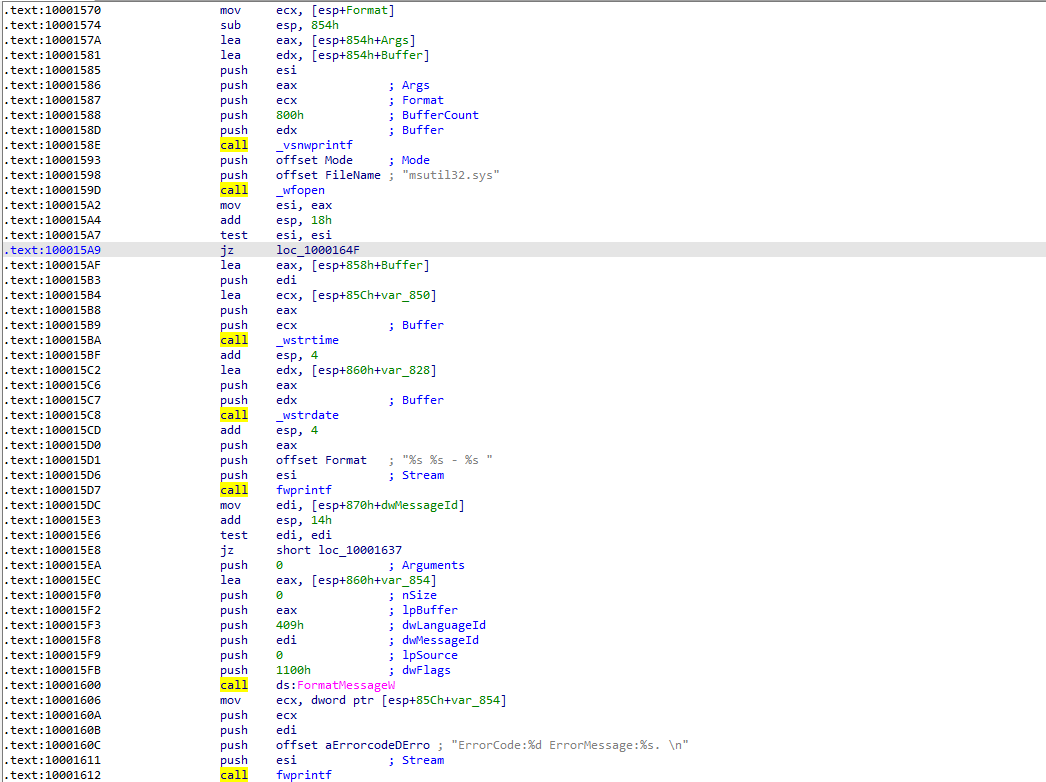 .text:10001570 mov ecx, [esp+Format]
.text:10001574 sub esp, 854h
.text:1000157A lea eax, [esp+854h+Args]
.text:10001581 lea edx, [esp+854h+Buffer]
.text:10001585 push esi
.text:10001586 push eax ; Args
.text:10001587 push ecx ; Format
.text:10001588 push 800h ; BufferCount
.text:1000158D push edx ; Buffer
.text:1000158E call _vsnwprintf
.text:10001593 push offset Mode ; Mode
.text:10001598 push offset FileName ; "msutil32.sys"
.text:1000159D call _wfopen
.text:100015A2 mov esi, eax
.text:100015A4 add esp, 18h
.text:100015A7 test esi, esi
.text:100015A9 jz loc_1000164F
.text:100015AF lea eax, [esp+858h+Buffer]
.text:100015B3 push edi
.text:100015B4 lea ecx, [esp+85Ch+var_850]
.text:100015B8 push eax
.text:100015B9 push ecx ; Buffer
.text:100015BA call _wstrtime
.text:100015BF add esp, 4
.text:100015C2 lea edx, [esp+860h+var_828]
.text:100015C6 push eax
.text:100015C7 push edx ; Buffer
.text:100015C8 call _wstrdate
.text:100015CD add esp, 4
.text:100015D0 push eax
.text:100015D1 push offset Format ; "%s %s - %s "
.text:100015D6 push esi ; Stream
.text:100015D7 call fwprintf
.text:100015DC mov edi, [esp+870h+dwMessageId]
.text:100015E3 add esp, 14h
.text:100015E6 test edi, edi
.text:100015E8 jz short loc_10001637
.text:100015EA push 0 ; Arguments
.text:100015EC lea eax, [esp+860h+var_854]
.text:100015F0 push 0 ; nSize
.text:100015F2 push eax ; lpBuffer
.text:100015F3 push 409h ; dwLanguageId
.text:100015F8 push edi ; dwMessageId
.text:100015F9 push 0 ; lpSource
.text:100015FB push 1100h ; dwFlags
.text:10001600 call ds:FormatMessageW
.text:10001606 mov ecx, dword ptr [esp+85Ch+var_854]
.text:1000160A push ecx
.text:1000160B push edi
.text:1000160C push offset aErrorcodeDErro ; "ErrorCode:%d ErrorMessage:%s. \n"
.text:10001611 push esi ; Stream
.text:10001612 call fwprintf